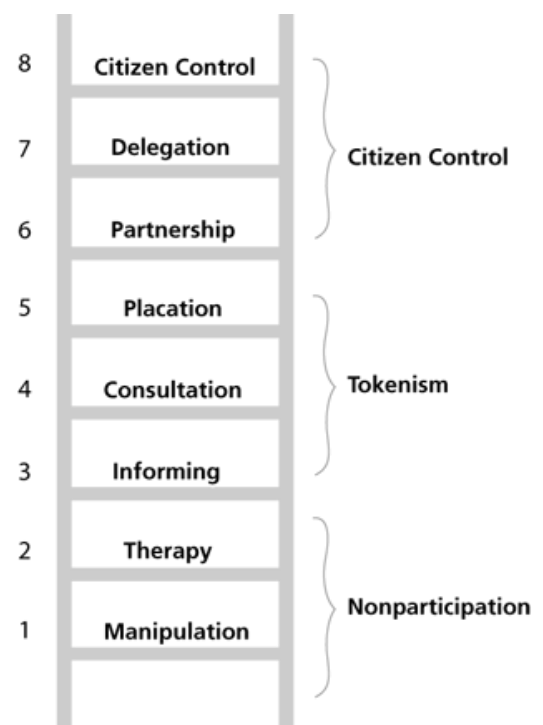 8 Citizen Control
7 Delegation
Citizen Control
6 Partnership
5 Placation
4 Consultation
Tokenism
3 Informing
2 Therapy
Nonparticipation
1 Manipulation